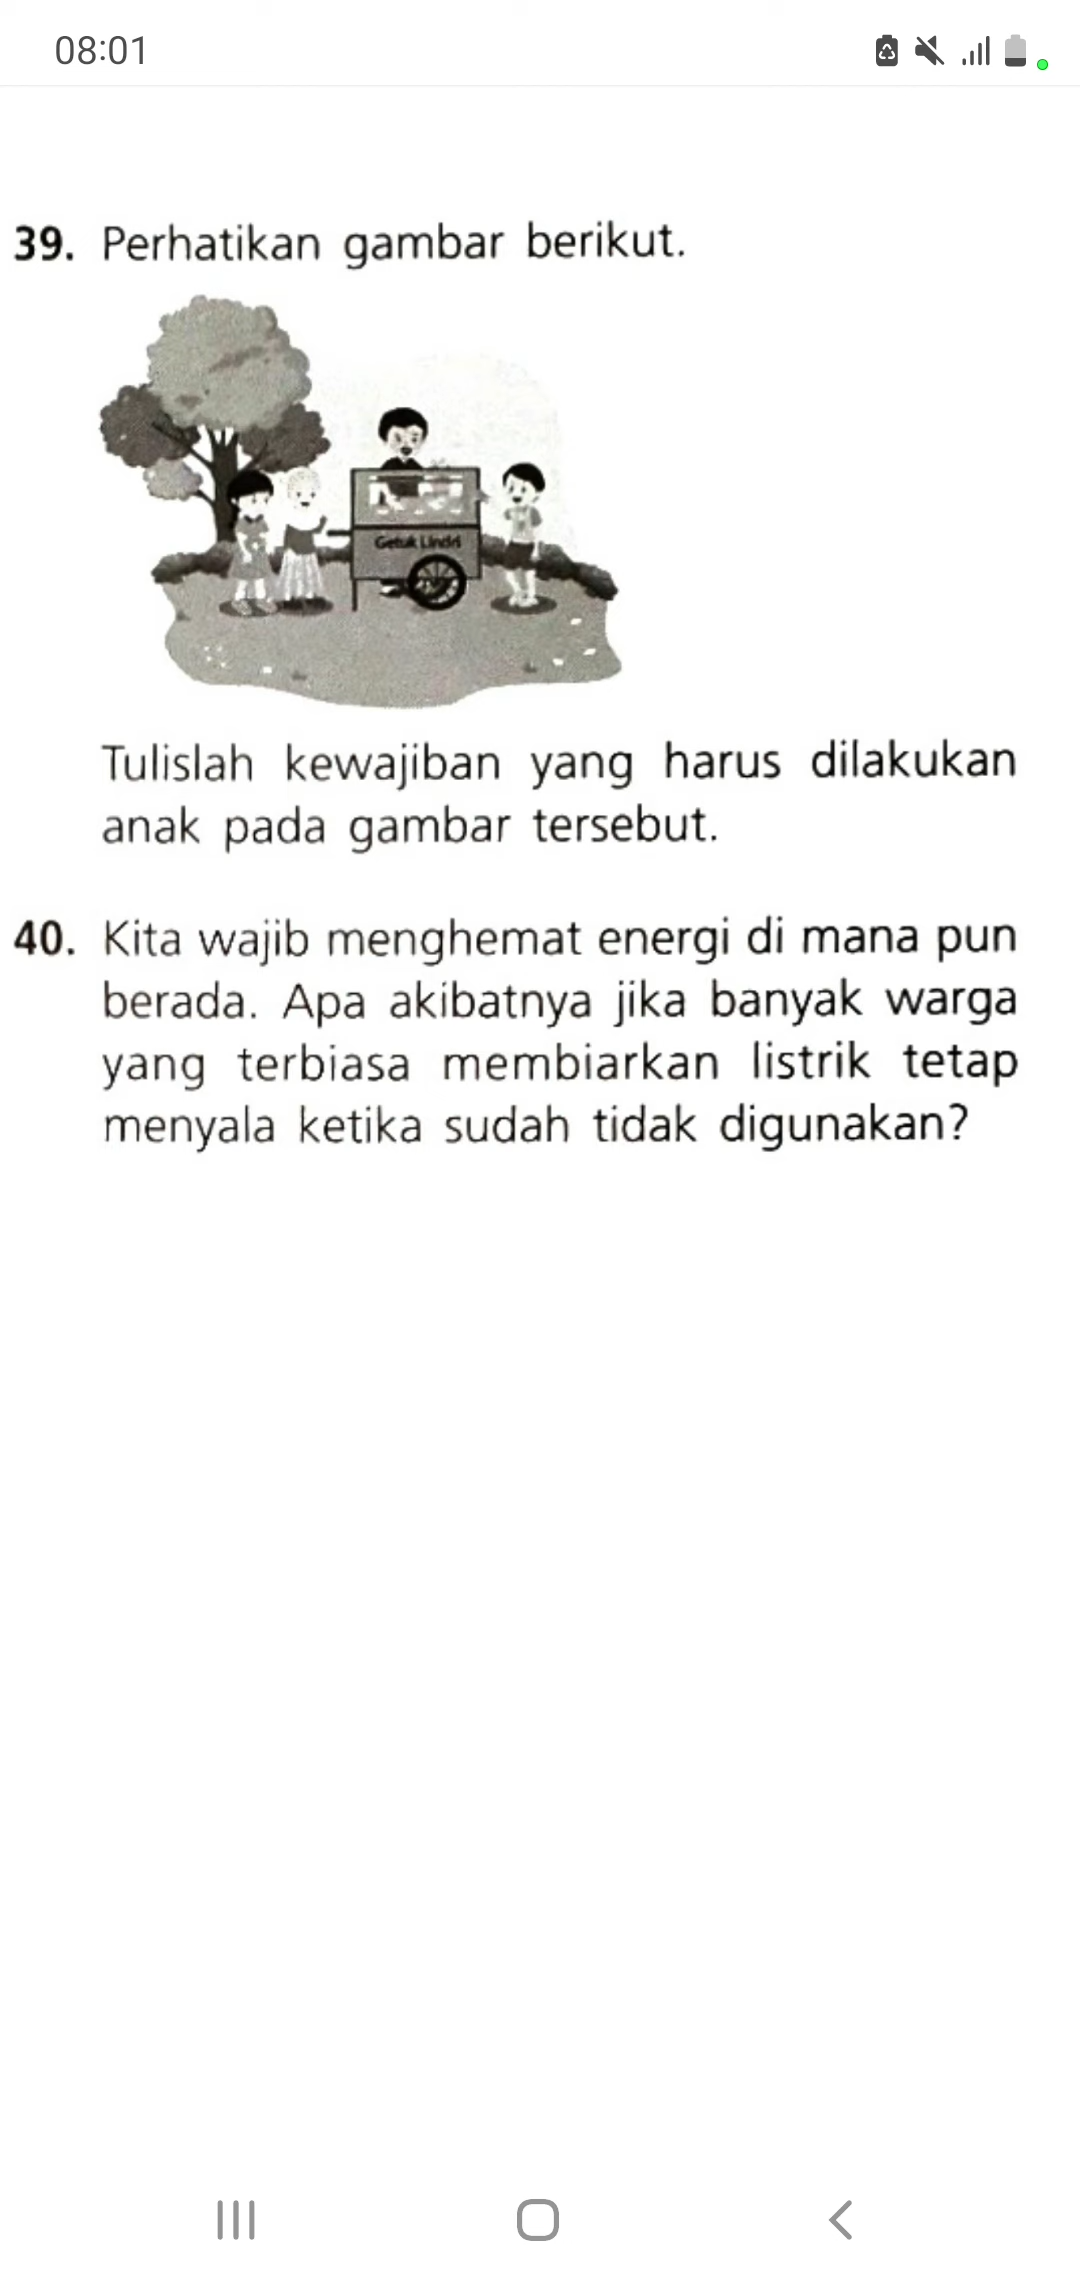 08:01
39. Perhatikan gambar berikut.
Getuk Lindri
Tulislah kewajiban yang harus dilakukan
anak pada gambar tersebut.
40. Kita wajib menghemat energi di mana pun
berada. Apa akibatnya jika banyak warga
yang terbiasa membiarkan listrik tetap
menyala ketika sudah tidak digunakan?